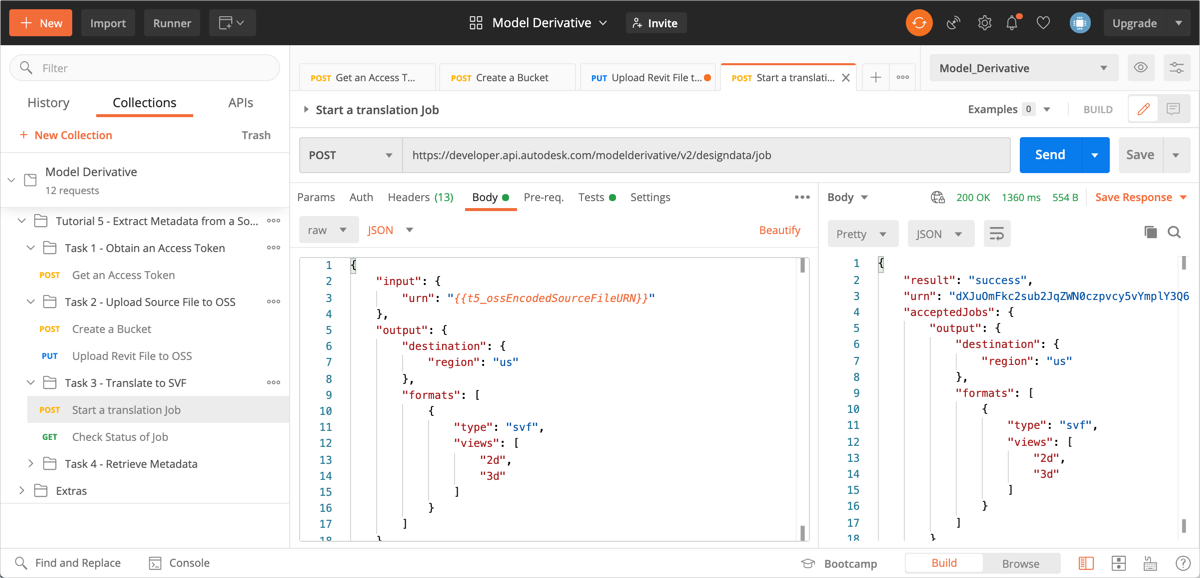 New Import Runner Model Derivative Invite Upgrade
Filter
History Collections APIs
New Collection Trash
Model Derivative
12 requests
Tutorial 5 - Extract Metadata from a So...
Task 1 - Obtain an Access Token
POST Get an Access Token
Task 2 - Upload Source File to OSS
POST Create a Bucket
PUT Upload Revit File to OSS
Task 3 - Translate to SVF
POST Start a translation Job
GET Check Status of Job
Task 4 - Retrieve Metadata
Extras
POST Get an Access T... POST Create a Bucket PUT Upload Revit File t... POST Start a translati... Model_Derivative
Start a translation Job Examples 0 BUILD
POST https://developer.api.autodesk.com/modelderivative/v2/designdata/job Send Save
Params Auth Headers (13) Body Pre-req. Tests Settings
raw JSON Beautify
1 {
2 "input": {
3 "urn": "{{t5_ossEncodedSourceFileURN}}"
4 },
5 "output": {
6 "destination": {
7 "region": "us"
8 },
9 "formats": [
10 {
11 "type": "svf",
12 "views": [
13 "2d",
14 "3d"
15 ]
16 }
17 ]
18 }
Body 200 OK 1360 ms 554 B Save Response
Pretty JSON
1 {
2 "result": "success",
3 "urn": "dXJuOmFkc2sub2JqZWN0czpvcy5vYmplY3Q6
4 "acceptedJobs": {
5 "output": {
6 "destination": {
7 "region": "us"
8 },
9 "formats": [
10 {
11 "type": "svf",
12 "views": [
13 "2d",
14 "3d"
15 ]
16 }
17 ]
18 }
Find and Replace Console Bootcamp Build Browse